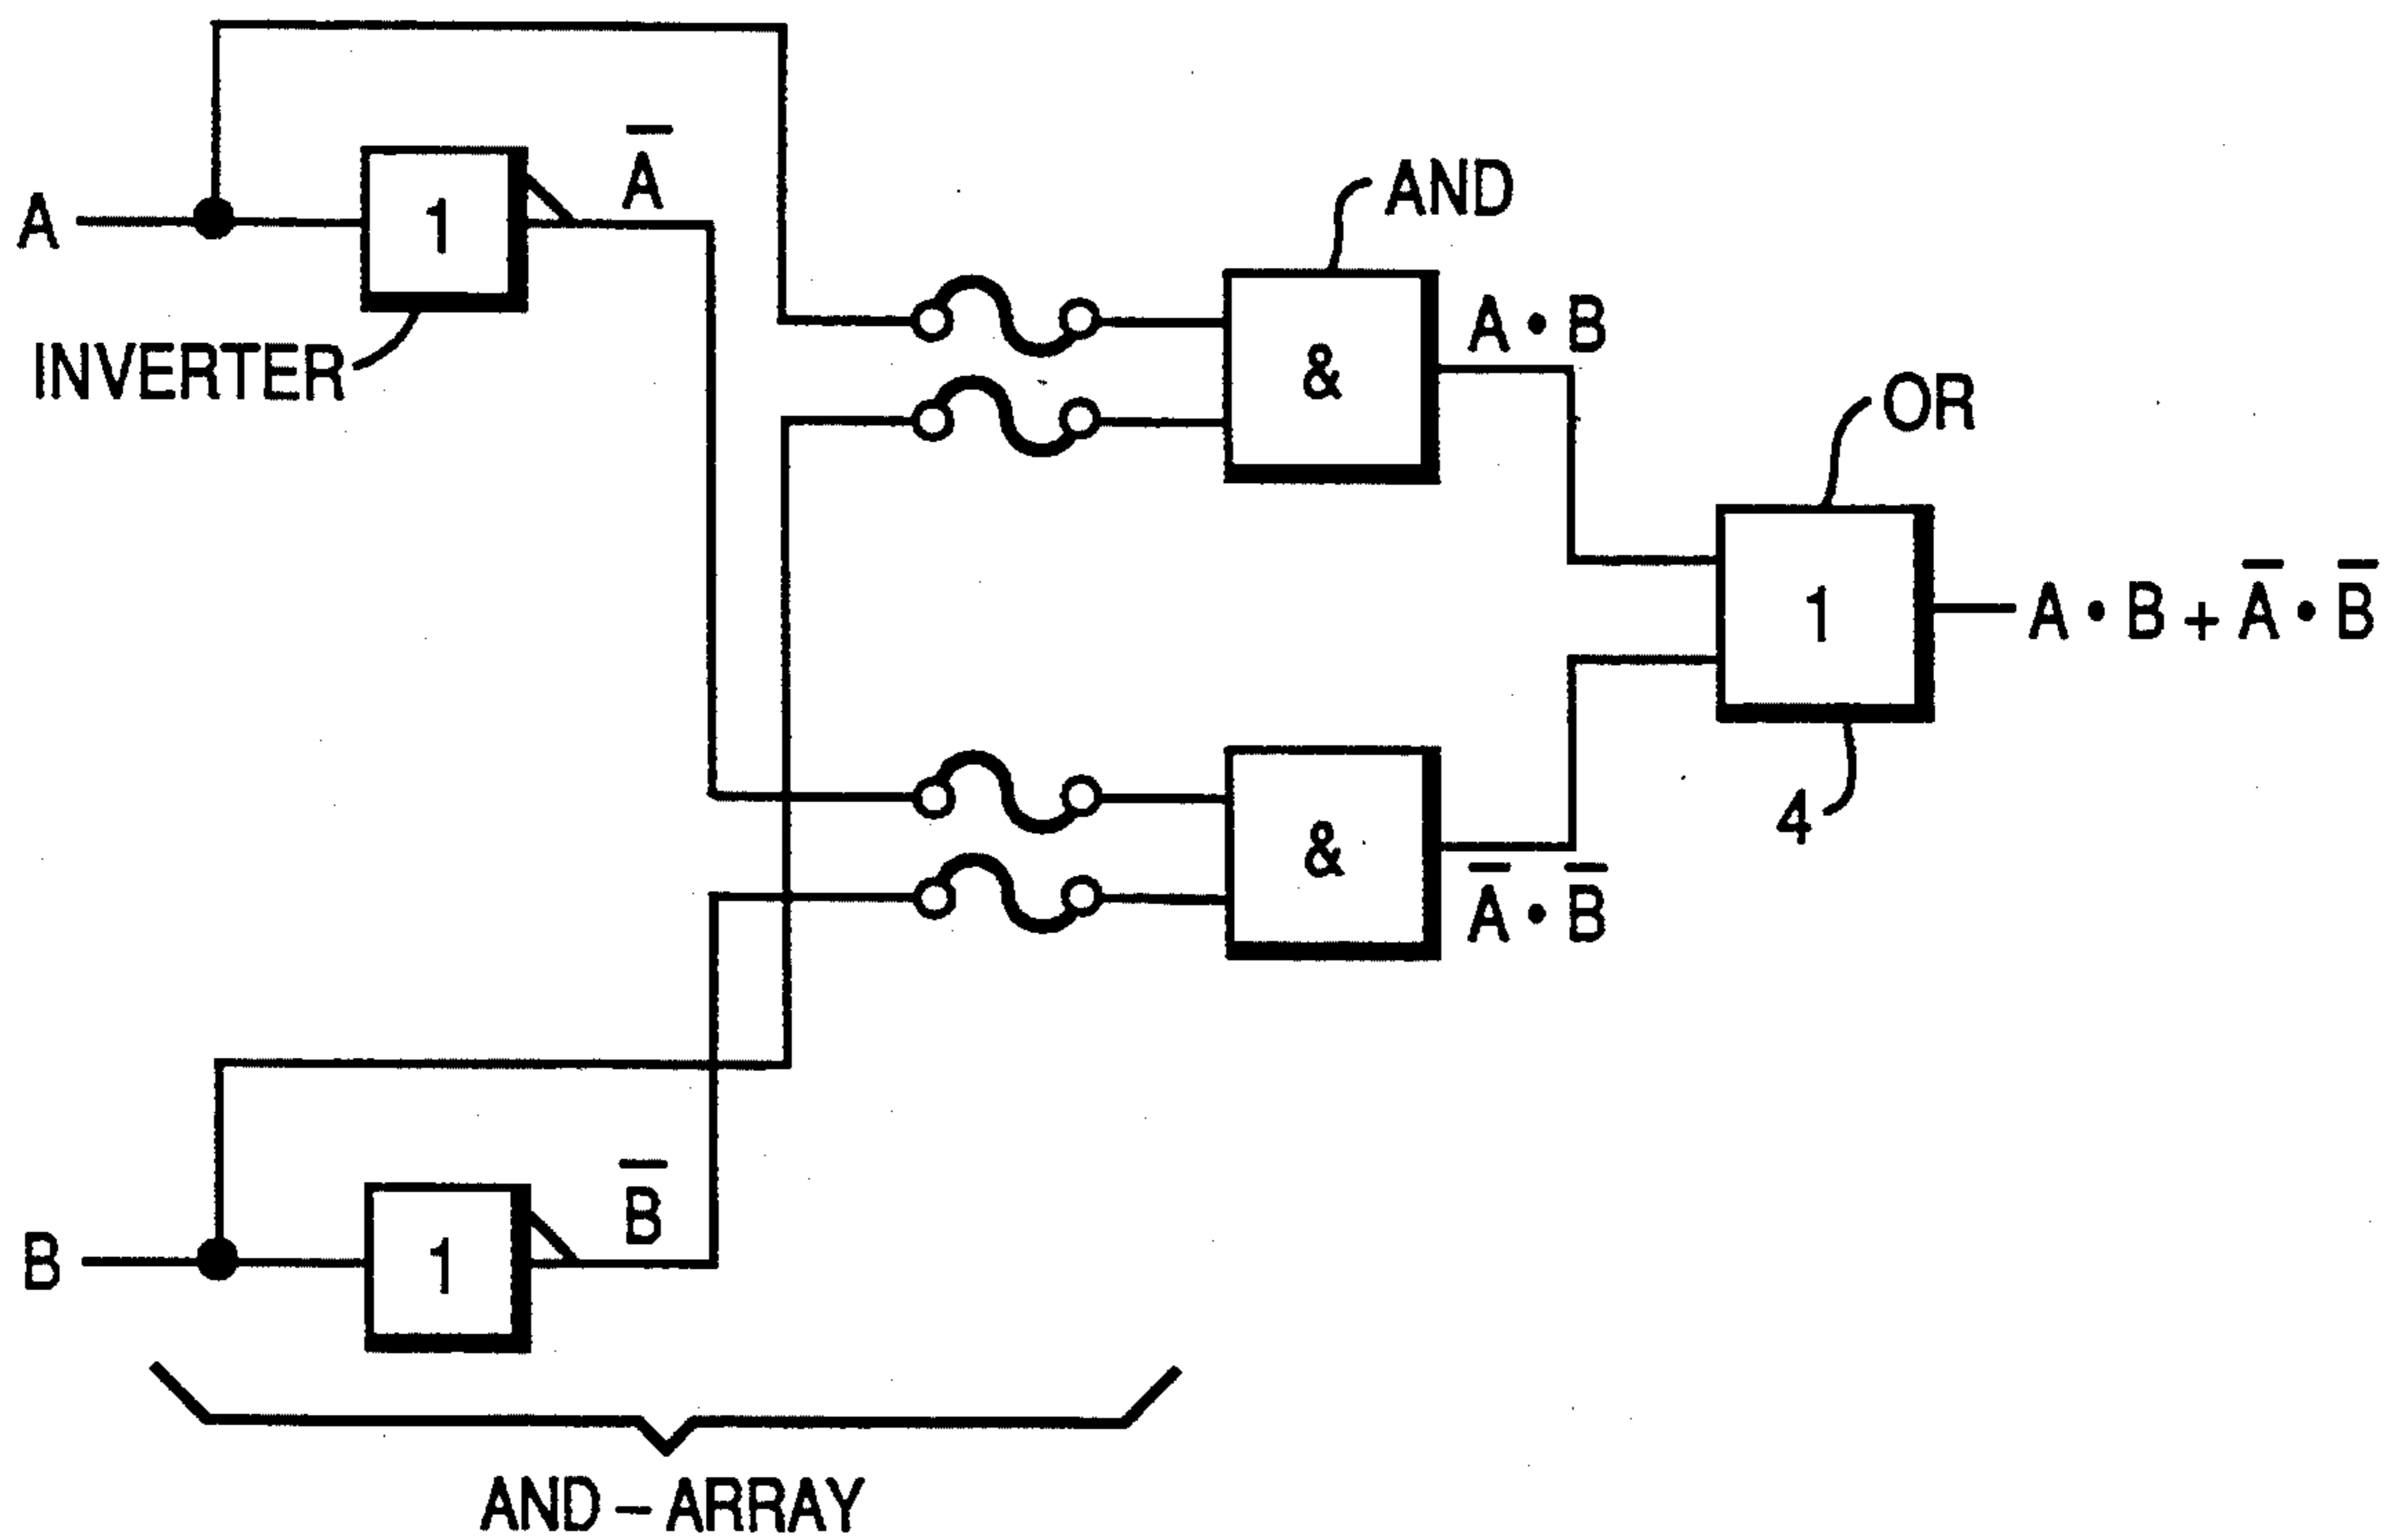 A
1
A̅
INVERTER
AND
&
A • B
OR
1
A • B + A̅ • B̅
4
&
A̅ • B̅
B
1
B̅
AND – ARRAY